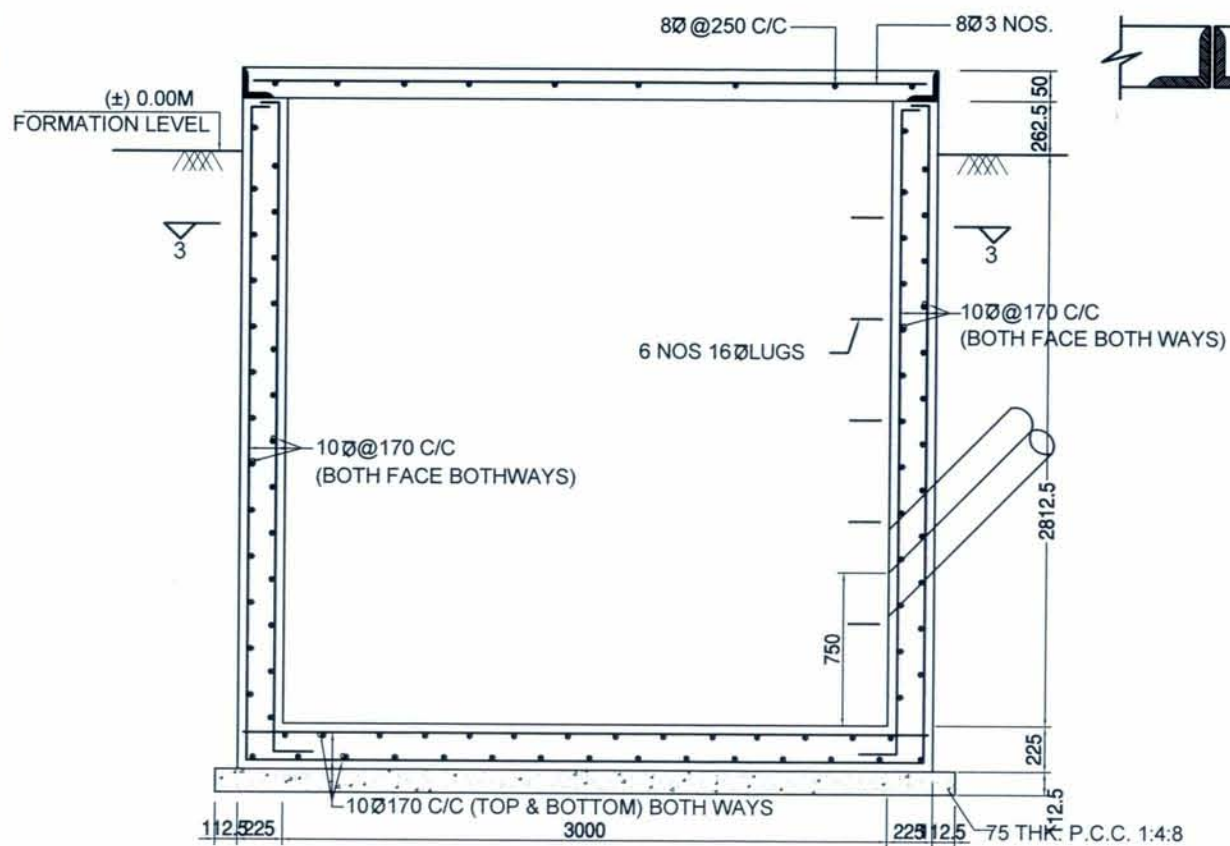 8Ø @250 C/C
8Ø 3 NOS.
(±) 0.00M
FORMATION LEVEL
50
262.5
3
3
10Ø@170 C/C
(BOTH FACE BOTH WAYS)
6 NOS 16ØLUGS
10Ø@170 C/C
(BOTH FACE BOTHWAYS)
2812.5
750
225
10Ø170 C/C (TOP & BOTTOM) BOTH WAYS
112.5
112.5
225
3000
225
112.5
75 THK. P.C.C. 1:4:8